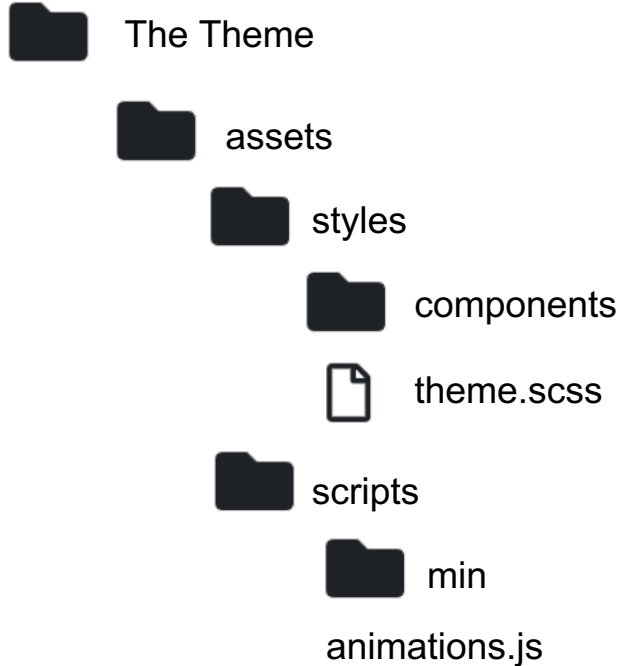 The Theme
assets
styles
components
theme.scss
scripts
min
animations.js